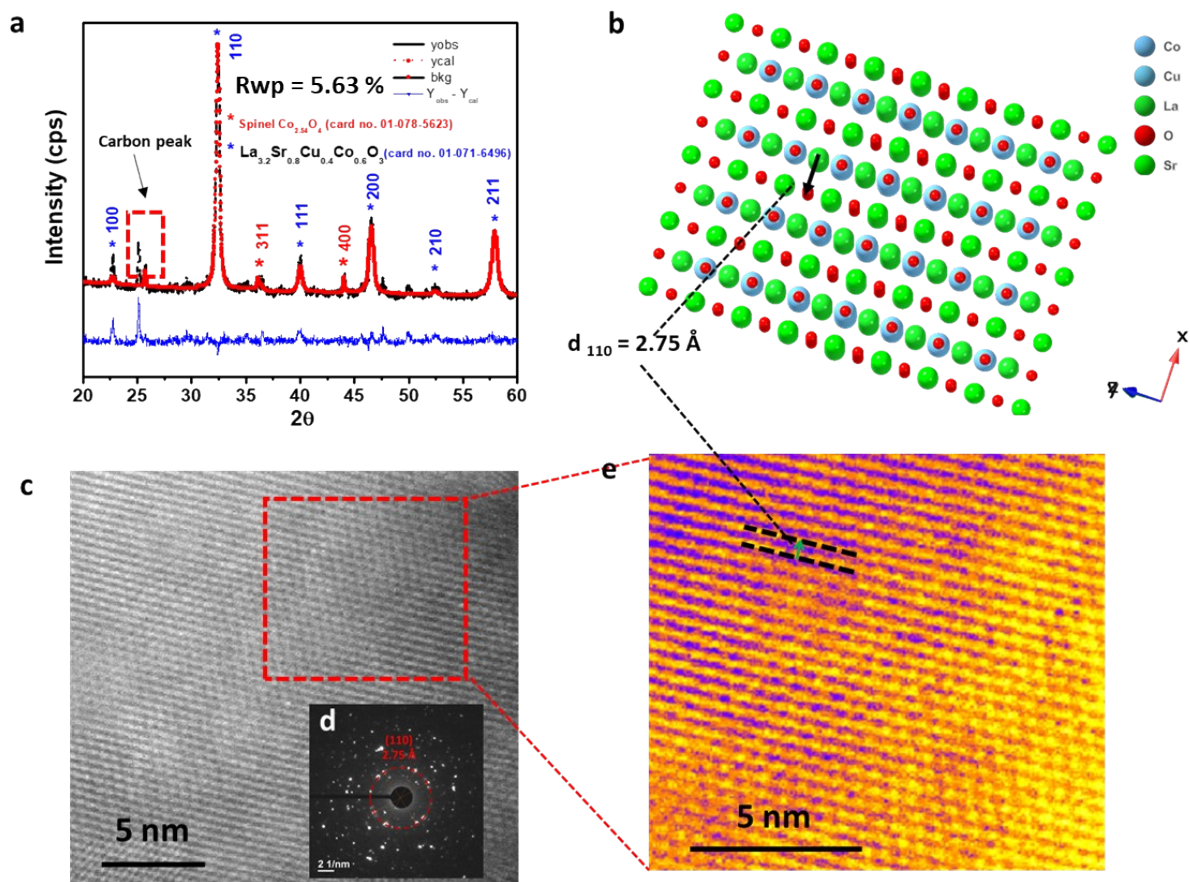 a
Intensity (cps)
20 25 30 35 40 45 50 55 60
2θ
yobs
ycal
bkg
Yobs - Ycal
Rwp = 5.63 %
* Spinel Co2.54O4 (card no. 01-078-5623)
* La3.2Sr0.8Cu0.4Co0.6O3 (card no. 01-071-6496)
Carbon peak
* 100
* 110
* 311
* 111
* 400
* 200
* 210
* 211
b
Co
Cu
La
O
Sr
d 110 = 2.75 Å
x
c
5 nm
d
(110)
2.75 Å
2 1/nm
e
5 nm